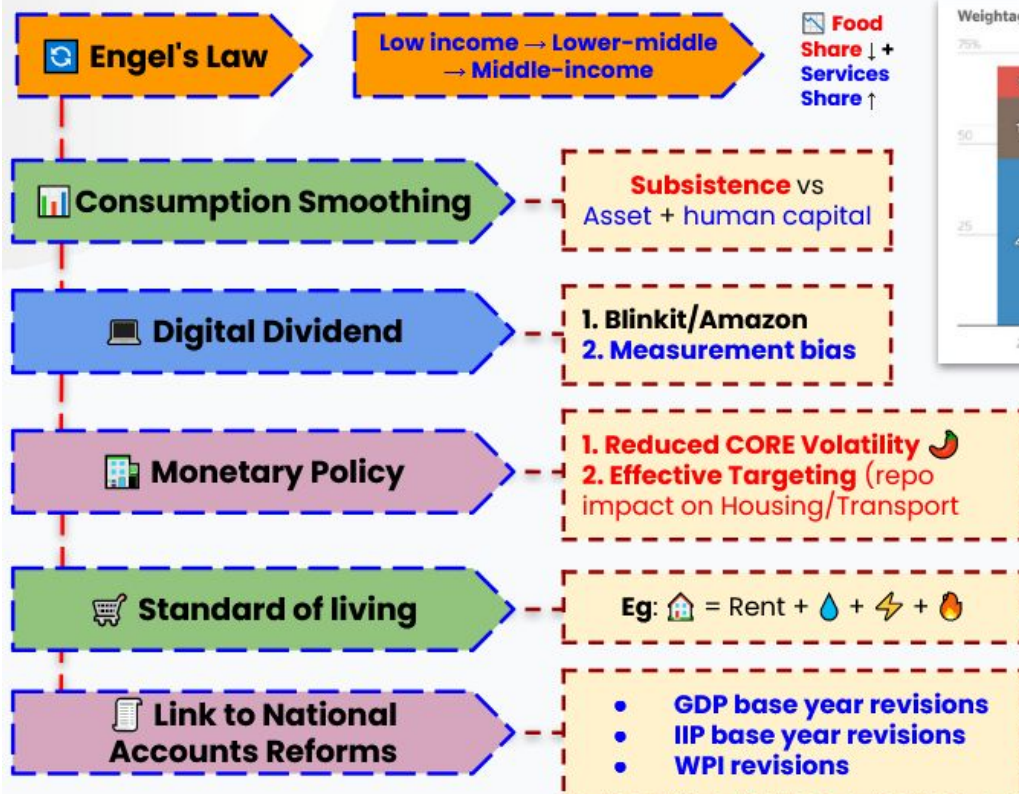 Engel's Law
Low income → Lower-middle
→ Middle-income
Food
Share ↓ +
Services
Share ↑
75%
50
25
Consumption Smoothing
Subsistence vs
Asset + human capital
Digital Dividend
1. Blinkit/Amazon
2. Measurement bias
Monetary Policy
1. Reduced CORE Volatility
2. Effective Targeting (repo
impact on Housing/Transport
Standard of living
Eg: = Rent + + +
Link to National
Accounts Reforms
● GDP base year revisions
● IIP base year revisions
● WPI revisions